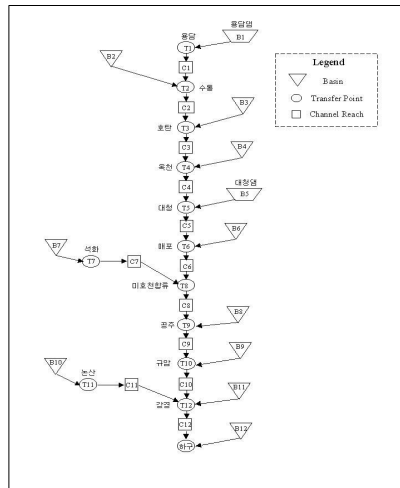 용담댐
용담
T1
B1
Legend
B2
C1
Basin
T2
수통
Transfer Point
C2
B3
Channel Reach
호탄
T3
C3
B4
옥천
T4
C4
대청댐
B5
대청
T5
C5
B6
매포
T6
B7
석화
T7
C7
C6
미호천합류
T8
C8
B8
공주
T9
C9
B9
규암
T10
B10
논산
T11
C11
C10
B11
강경
T12
C12
B12
하구